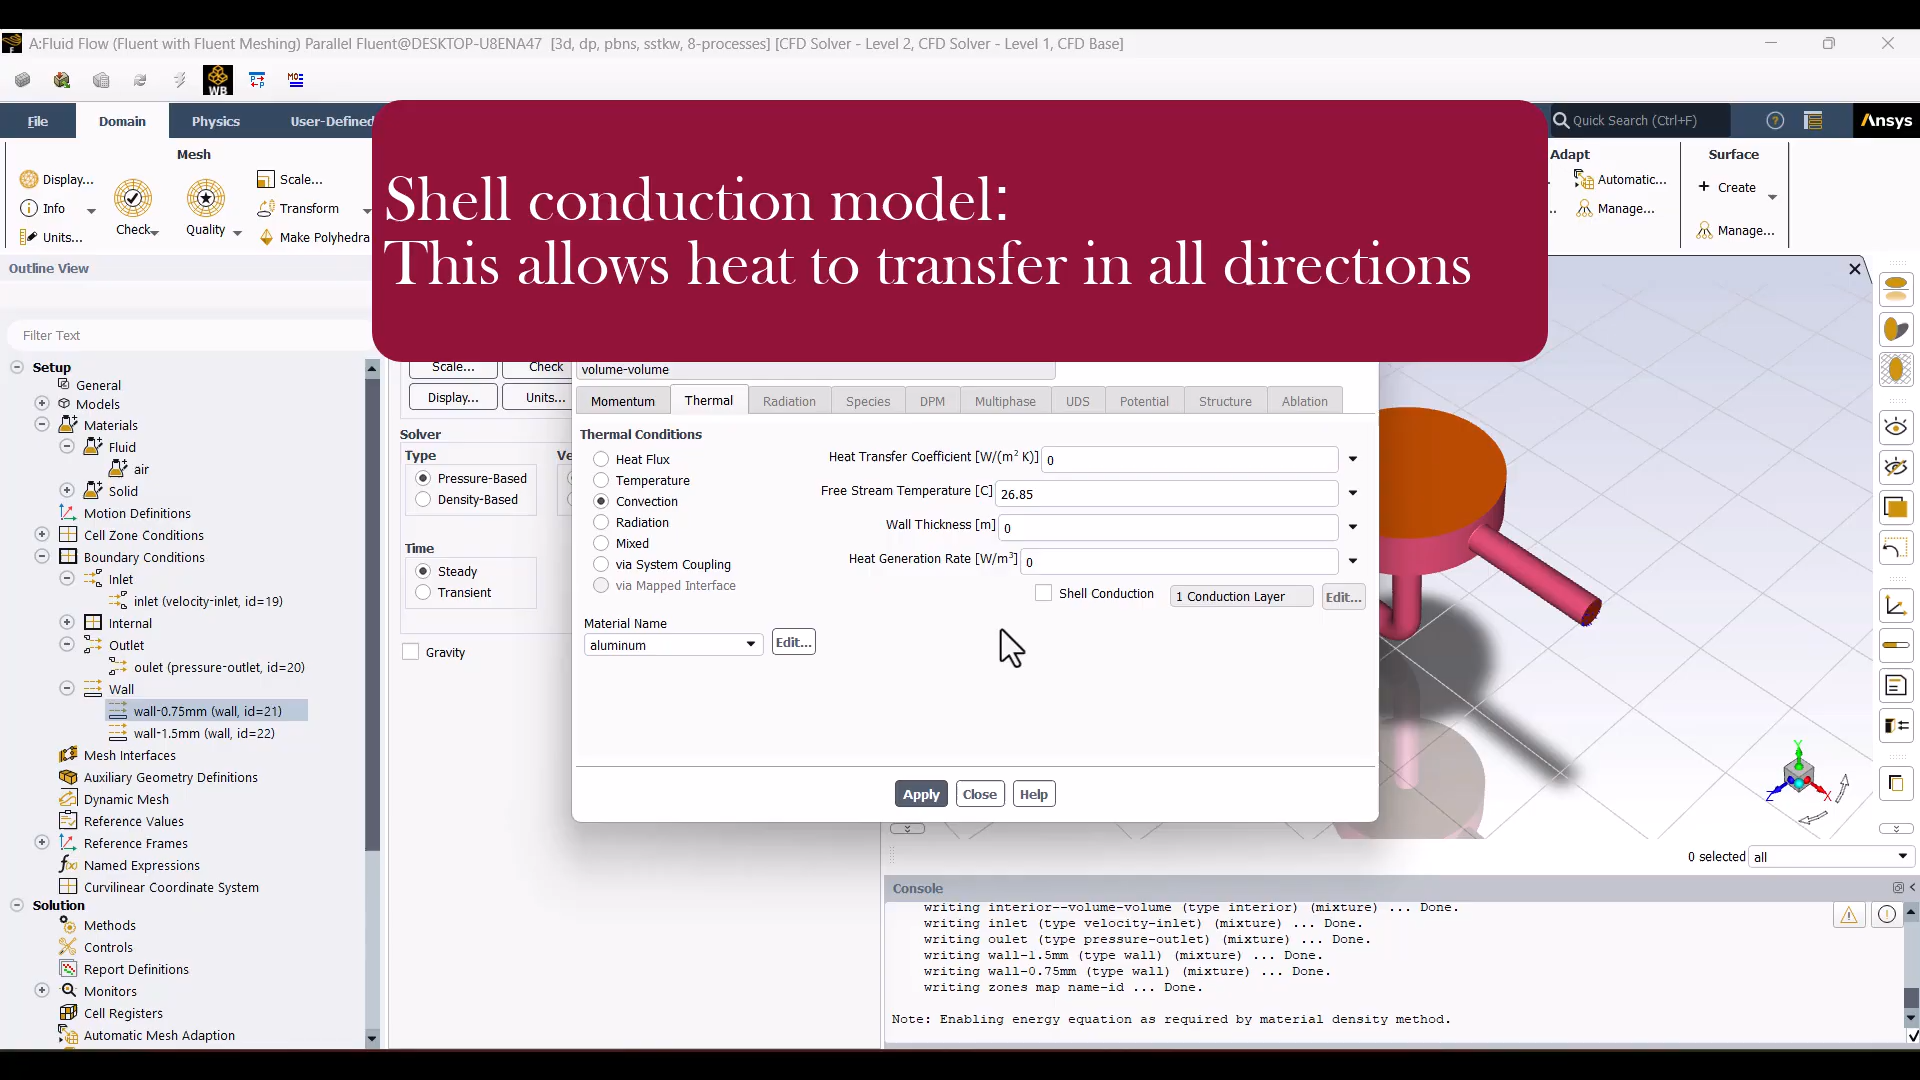 A:Fluid Flow (Fluent with Fluent Meshing) Parallel Fluent@DESKTOP-U8ENA47 [3d, dp, pbns, sstkw, 8-processes] [CFD Solver - Level 2, CFD Solver - Level 1, CFD Base]
WB
File Domain Physics User-Defined
Quick Search (Ctrl+F)
Ansys
Mesh
Display...
Info
Units...
Check
Quality
Scale...
Transform
Make Polyhedra
Adapt
Automatic...
Manage...
Surface
Create
Manage...
Shell conduction model:
This allows heat to transfer in all directions
Outline View
Filter Text
Setup
General
Models
Materials
Fluid
air
Solid
Motion Definitions
Cell Zone Conditions
Boundary Conditions
Inlet
inlet (velocity-inlet, id=19)
Internal
Outlet
oulet (pressure-outlet, id=20)
Wall
wall-0.75mm (wall, id=21)
wall-1.5mm (wall, id=22)
Mesh Interfaces
Auxiliary Geometry Definitions
Dynamic Mesh
Reference Values
Reference Frames
Named Expressions
Curvilinear Coordinate System
Solution
Methods
Controls
Report Definitions
Monitors
Cell Registers
Automatic Mesh Adaption
Scale... Check
Display... Units...
Solver
Type
Pressure-Based
Density-Based
Time
Steady
Transient
Gravity
volume-volume
Momentum Thermal Radiation Species DPM Multiphase UDS Potential Structure Ablation
Thermal Conditions
Heat Flux
Temperature
Convection
Radiation
Mixed
via System Coupling
via Mapped Interface
Material Name
aluminum Edit...
Heat Transfer Coefficient [W/(m² K)] 0
Free Stream Temperature [C] 26.85
Wall Thickness [m] 0
Heat Generation Rate [W/m³] 0
Shell Conduction 1 Conduction Layer Edit...
Apply Close Help
Y
Z X
0 selected all
Console
writing interior--volume-volume (type interior) (mixture) ... Done.
writing inlet (type velocity-inlet) (mixture) ... Done.
writing oulet (type pressure-outlet) (mixture) ... Done.
writing wall-1.5mm (type wall) (mixture) ... Done.
writing wall-0.75mm (type wall) (mixture) ... Done.
writing zones map name-id ... Done.
Note: Enabling energy equation as required by material density method.